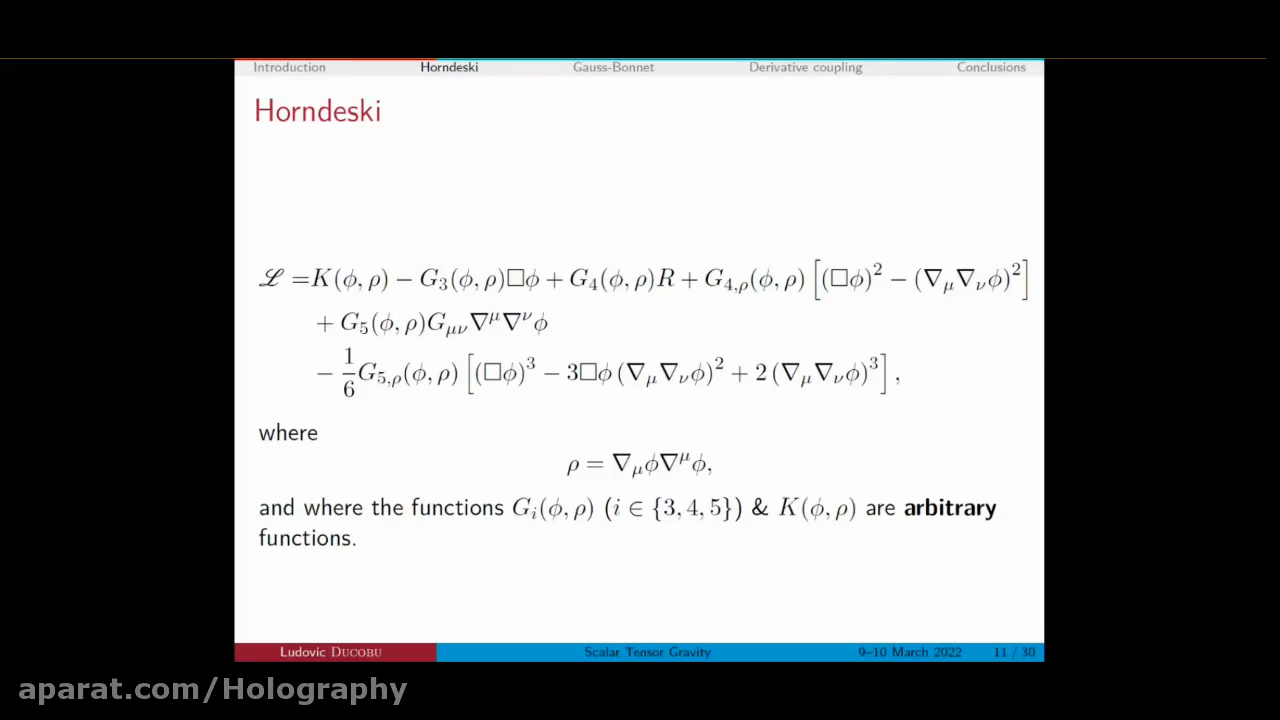 Introduction Horndeski Gauss-Bonnet Derivative coupling Conclusions
Horndeski
ℒ =K(ϕ, ρ) − G₃(ϕ, ρ)□ϕ + G₄(ϕ, ρ)R + G₄,ρ(ϕ, ρ) [(□ϕ)² − (∇μ∇νϕ)²]
+ G₅(ϕ, ρ)Gμν∇^μ∇^νϕ
− 1/6 G₅,ρ(ϕ, ρ) [(□ϕ)³ − 3□ϕ (∇μ∇νϕ)² + 2 (∇μ∇νϕ)³] ,
where
ρ = ∇μϕ∇^μϕ,
and where the functions Gᵢ(ϕ, ρ) (i ∈ {3, 4, 5}) & K(ϕ, ρ) are arbitrary
functions.
Ludovic DUCOBU Scalar Tensor Gravity 9–10 March 2022 11 / 30
aparat.com/Holography